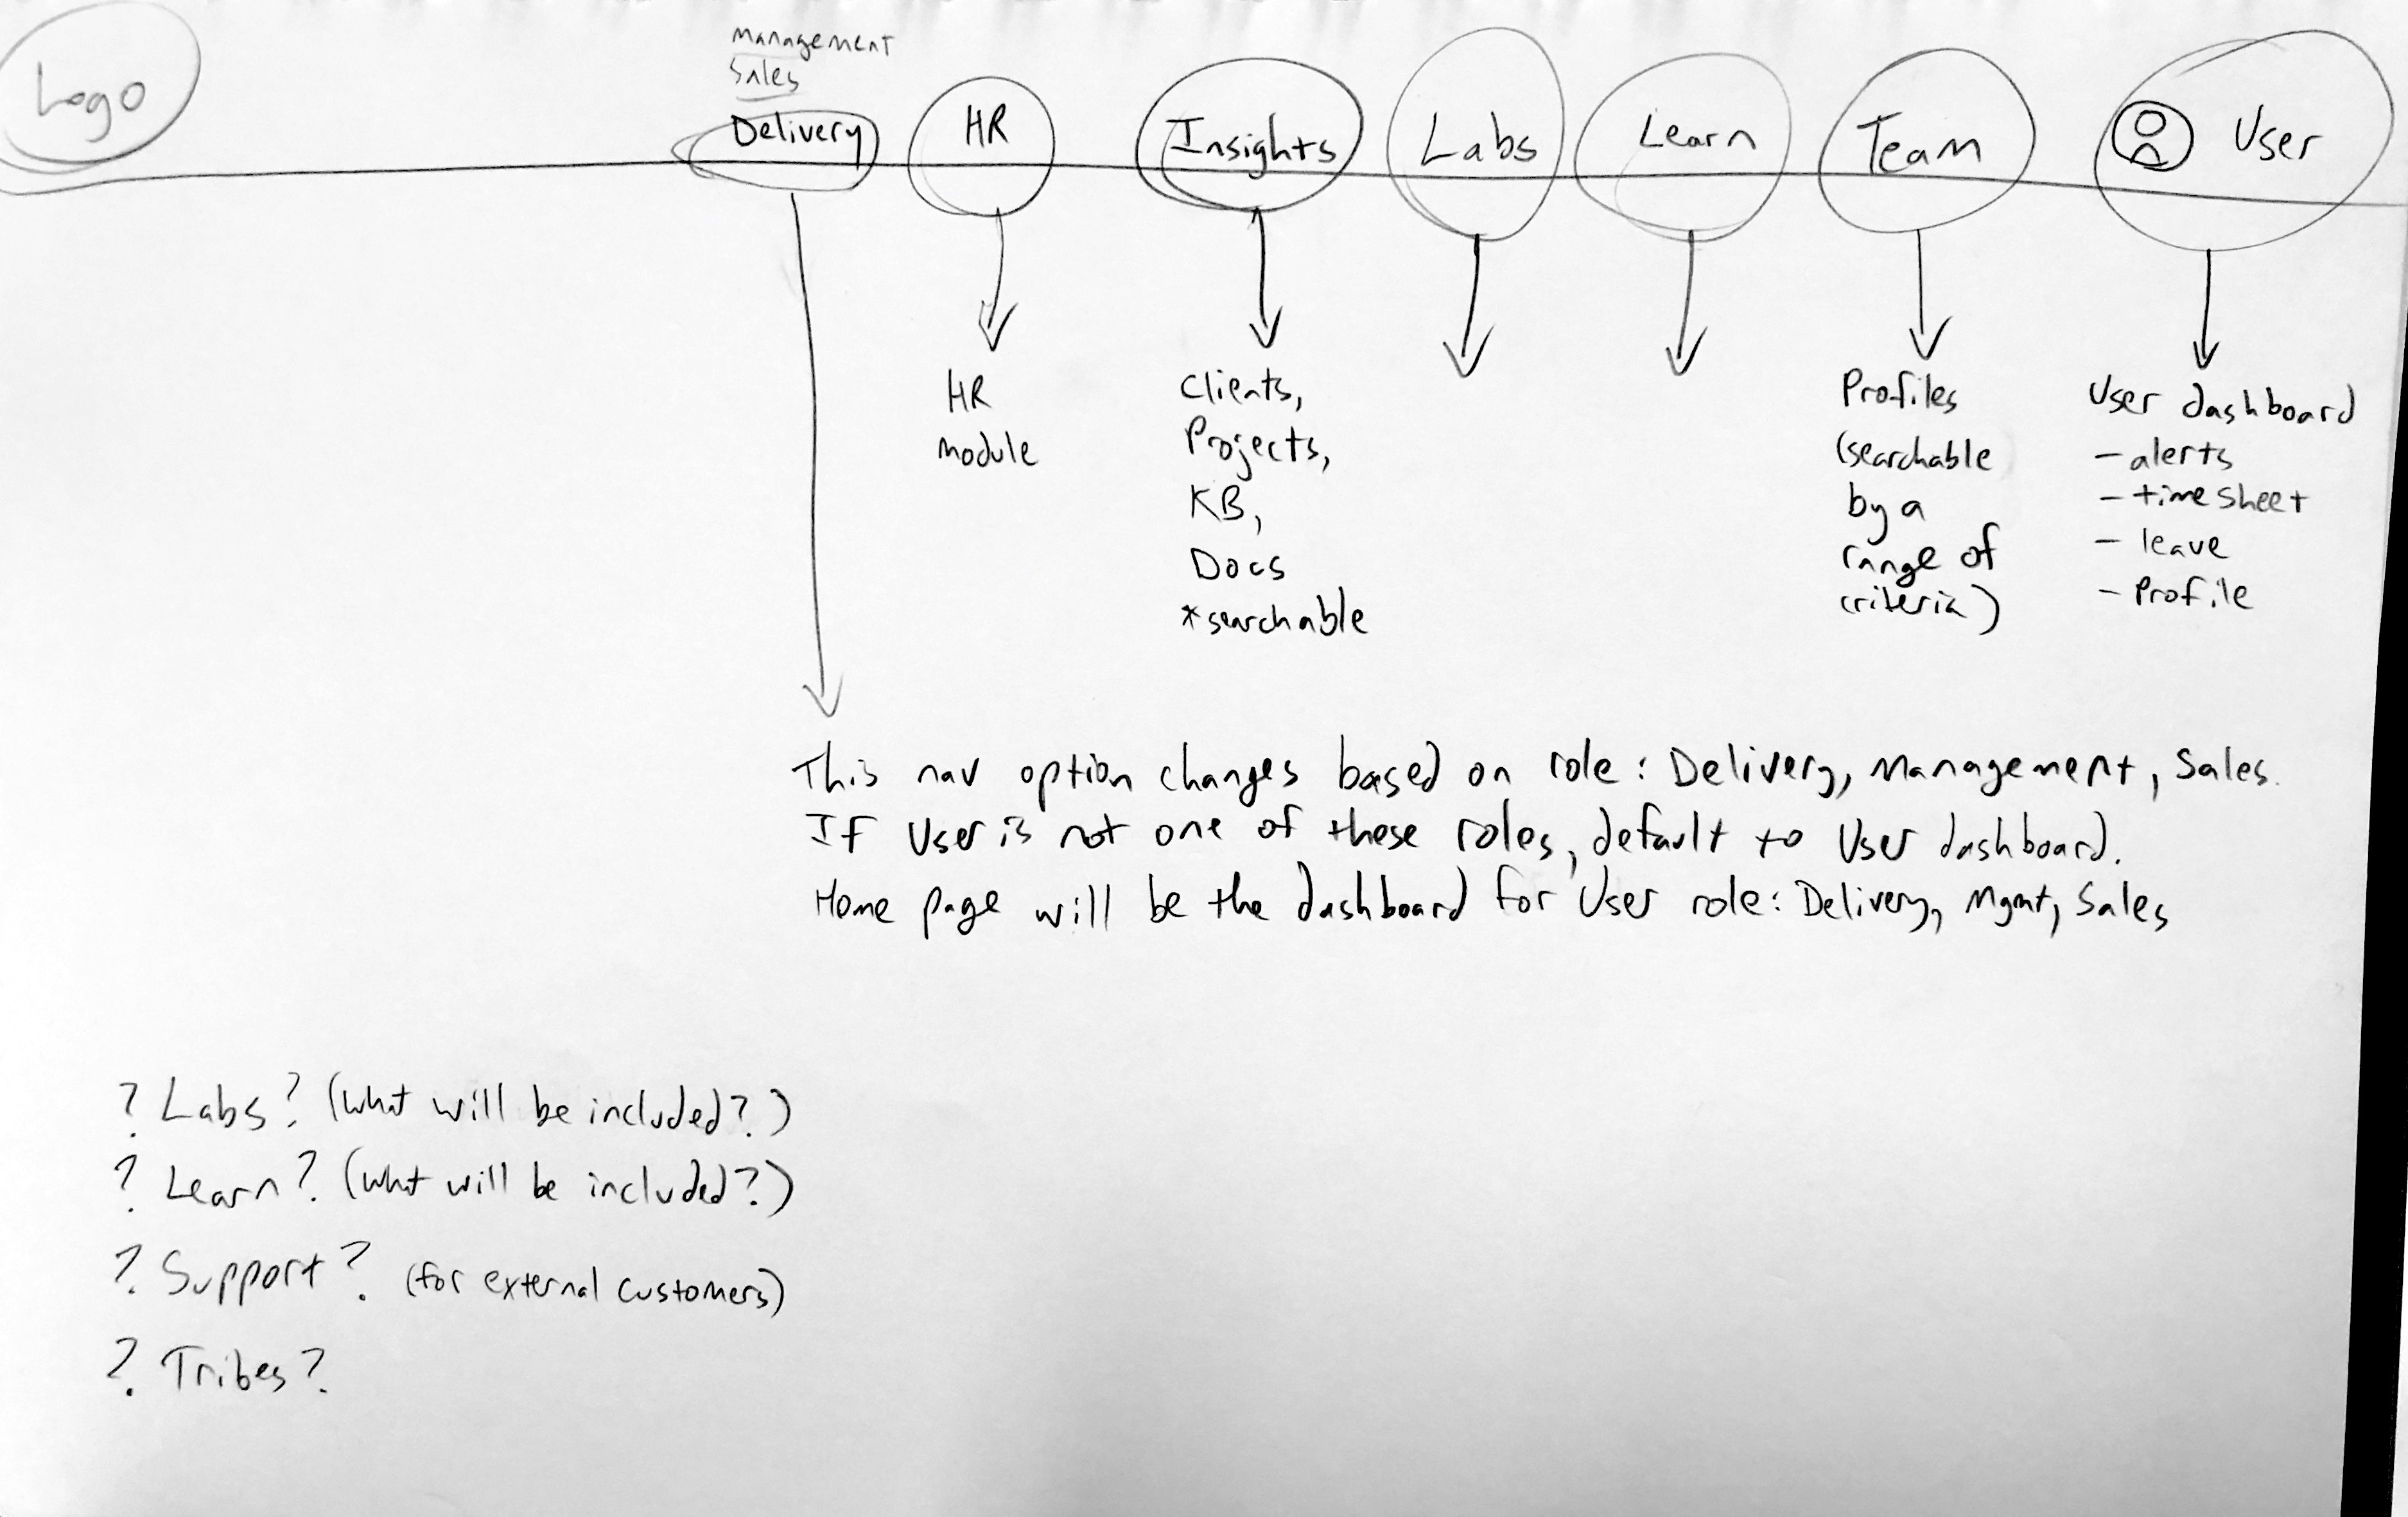 Logo
Management
Sales
Delivery
HR
Insights
Labs
Learn
Team
User
HR
module
Clients,
Projects,
KB,
Docs
*searchable
Profiles
(searchable
by a
range of
criteria)
User dashboard
- alerts
- timesheet
- leave
- Profile
This nav option changes based on role: Delivery, Management, Sales.
If User is not one of these roles, default to User dashboard.
Home page will be the dashboard for User role: Delivery, Mgmt, Sales
? Labs? (What will be included?)
? Learn? (What will be included?)
? Support? (for external customers)
? Tribes?